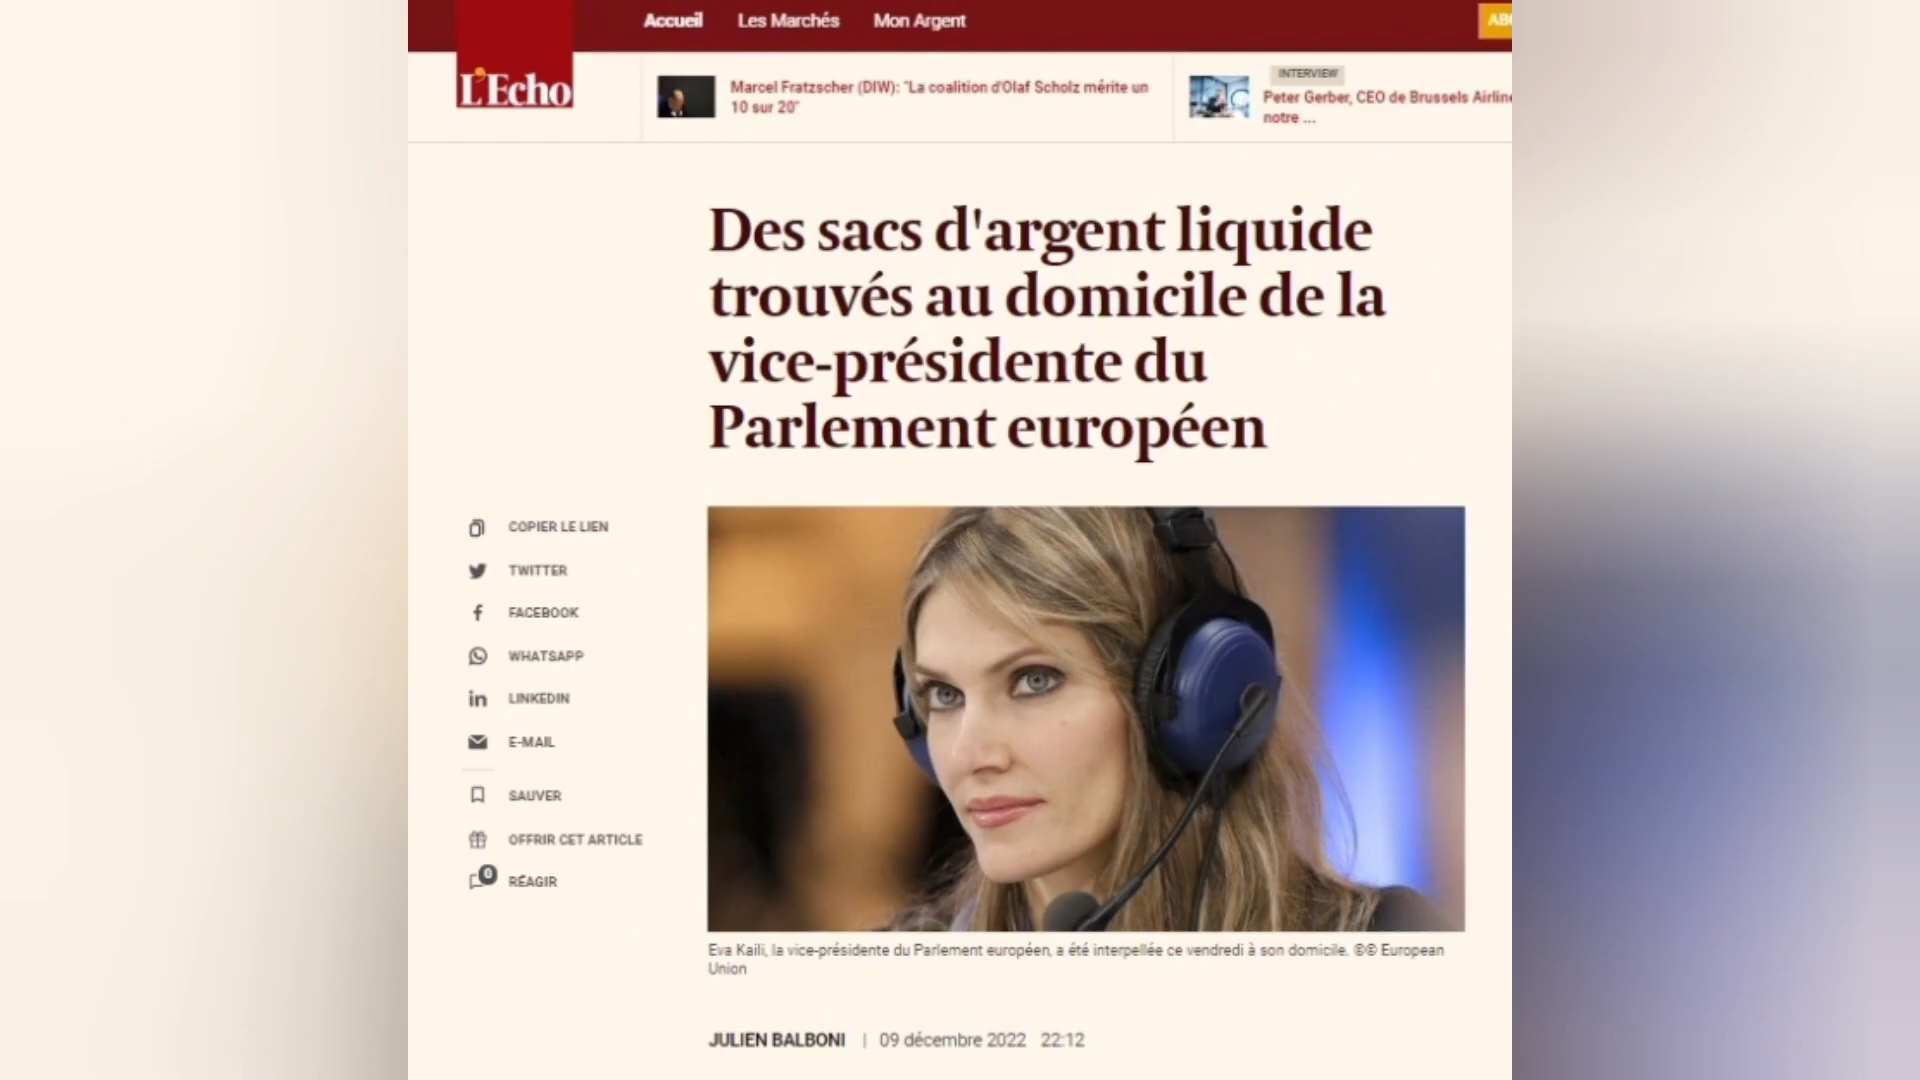 Accueil Les Marchés Mon Argent
L'Echo
Marcel Fratzscher (DIW): "La coalition d'Olaf Scholz mérite un
10 sur 20"
INTERVIEW
Peter Gerber, CEO de Brussels
notre ...
Des sacs d'argent liquide
trouvés au domicile de la
vice-présidente du
Parlement européen
COPIER LE LIEN
TWITTER
FACEBOOK
WHATSAPP
LINKEDIN
E-MAIL
SAUVER
OFFRIR CET ARTICLE
0 RÉAGIR
Eva Kaili, la vice-présidente du Parlement européen, a été interpellée ce vendredi à son domicile. ©© European
Union
JULIEN BALBONI | 09 décembre 2022 22:12